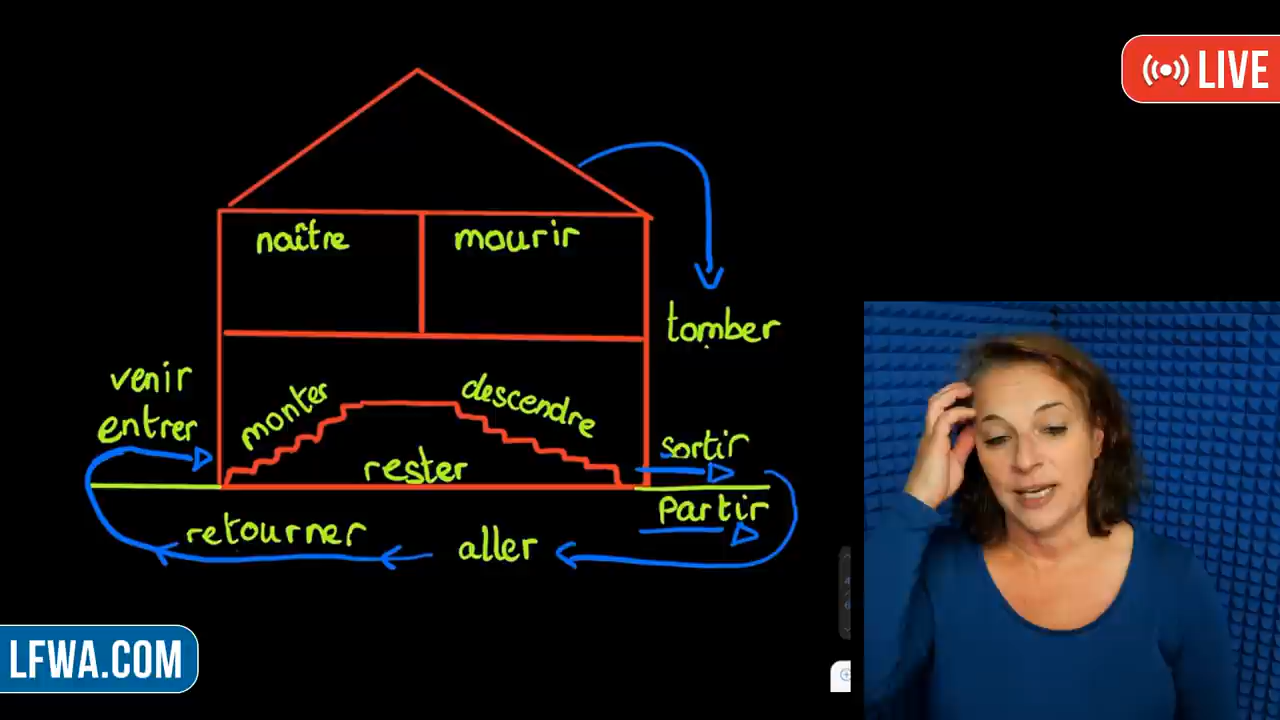 LIVE
naître
mourir
tomber
venir
entrer
monter
descendre
sortir
rester
partir
retourner
aller
LFWA.COM